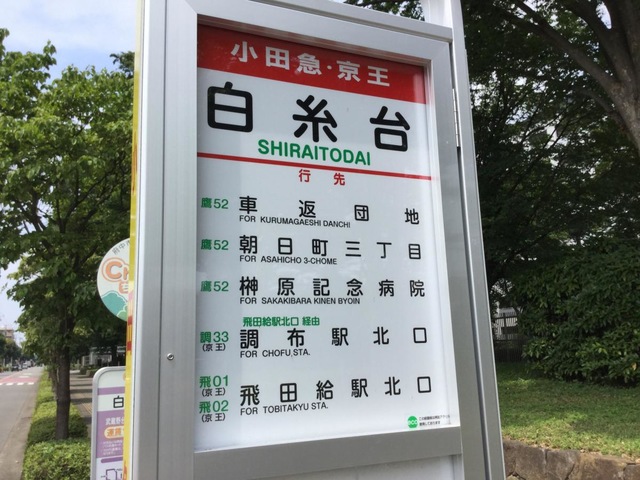 小田急・京王
白糸台
SHIRAITODAI
行先
鷹52 車返団地
FOR KURUMAGAESHI DANCHI
鷹52 朝日町三丁目
FOR ASAHICHO 3-CHOME
鷹52 榊原記念病院
FOR SAKAKIBARA KINEN BYOIN
飛田給駅北口 経由
調33 調布駅北口
(京王) FOR CHOFU STA.
飛01 飛田給駅北口
(京王) FOR TOBITAKYU STA.
飛02
(京王)
eco
白